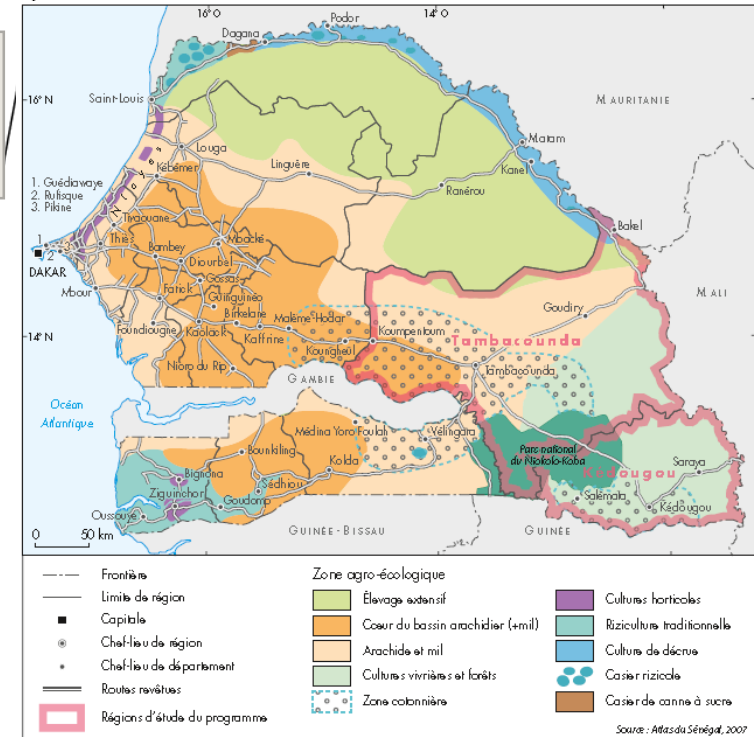 16°O
14°O
Podor
Dagana
16°N
Saint-Louis
MAURITANIE
Matam
Louga
Kanel
Linguère
Kébémer
Ranérou
1. Guédiawaye
2. Rufisque
3. Pikine
Niayes
Tivaouane
Bakel
Mbacké
1
2
3
Thiès
Bambey
DAKAR
Diourbel
MALI
Gossas
Mbour
Fatick
Guinguinéo
Goudiry
Birkelane
Malème-Hodar
Koumpentoum
14°N
Foundiougne
Kaolack
Kaffrine
Tambacounda
Koungheul
Nioro du Rip
Tambacounda
GAMBIE
Océan
Atlantique
Médina Yoro Foulah
Vélingara
Bounkiling
Parc national
du Niokolo-Koba
Kolda
Kédougou
Saraya
Bignona
Sédhiou
Salémata
Ziguinchor
Goudomp
Kédougou
Oussouye
0 50 km
GUINÉE-BISSAU
GUINÉE
Frontière
Limite de région
Capitale
Chef-lieu de région
Chef-lieu de département
Routes revêtues
Régions d'étude du programme
Zone agro-écologique
Élevage extensif
Cœur du bassin arachidier (+mil)
Arachide et mil
Cultures vivrières et forêts
Zone cotonnière
Cultures horticoles
Riziculture traditionnelle
Culture de décrue
Casier rizicole
Casier de canne à sucre
Source : Atlas du Sénégal, 2007